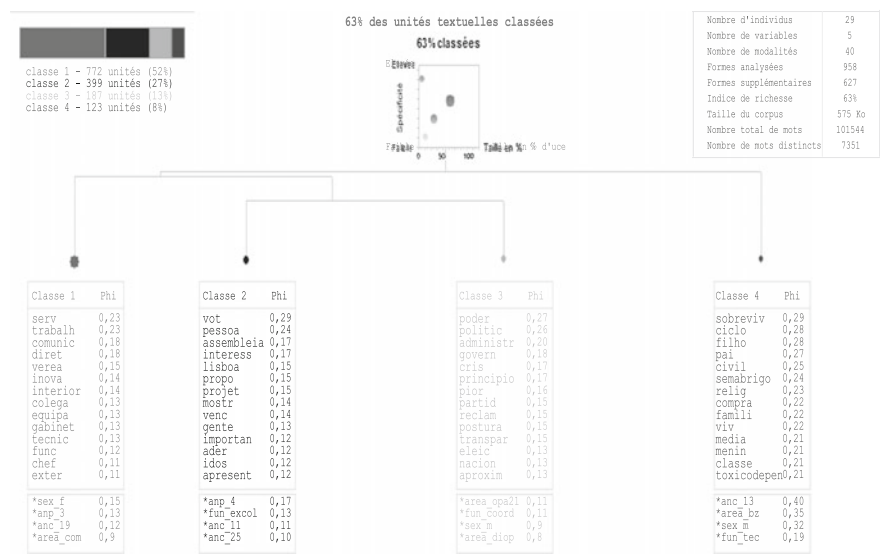 63% des unités textuelles classées
63% classées
classe 1 - 772 unités (52%)
classe 2 - 399 unités (27%)
classe 3 - 187 unités (13%)
classe 4 - 123 unités (8%)
Elevée
Spécificité
Faible
0 50 100
Taille en % d'uce
Nombre d'individus 29
Nombre de variables 5
Nombre de modalités 40
Formes analysées 958
Formes supplémentaires 627
Indice de richesse 63%
Taille du corpus 575 Ko
Nombre total de mots 101544
Nombre de mots distincts 7351
Classe 1 Phi
serv 0,23
trabalh 0,23
comunic 0,18
diret 0,18
verea 0,15
inova 0,14
interior 0,14
colega 0,13
equipa 0,13
gabinet 0,13
tecnic 0,13
func 0,12
chef 0,11
exter 0,11
*sex_f 0,15
*anp_3 0,13
*anc_19 0,12
*area_com 0,9
Classe 2 Phi
vot 0,29
pessoa 0,24
assembleia 0,17
interess 0,17
lisboa 0,15
propo 0,15
projet 0,15
mostr 0,14
venc 0,14
gente 0,13
importan 0,12
ader 0,12
idos 0,12
apresent 0,12
*anp_4 0,17
*fun_excol 0,13
*anc_11 0,11
*anc_25 0,10
Classe 3 Phi
poder 0,27
politic 0,26
administr 0,20
govern 0,18
cris 0,17
principio 0,17
pior 0,16
partid 0,15
reclam 0,15
postura 0,15
transpar 0,15
eleic 0,13
nacion 0,13
aproxim 0,13
*area_opa21 0,11
*fun_coord 0,11
*sex_m 0,9
*area_diop 0,8
Classe 4 Phi
sobreviv 0,29
ciclo 0,28
filho 0,28
pai 0,27
civil 0,25
semabrigo 0,24
relig 0,23
compra 0,22
famili 0,22
viv 0,22
media 0,21
menin 0,21
classe 0,21
toxicodepen 0,21
*anc_13 0,40
*area_bz 0,35
*sex_m 0,32
*fun_tec 0,19